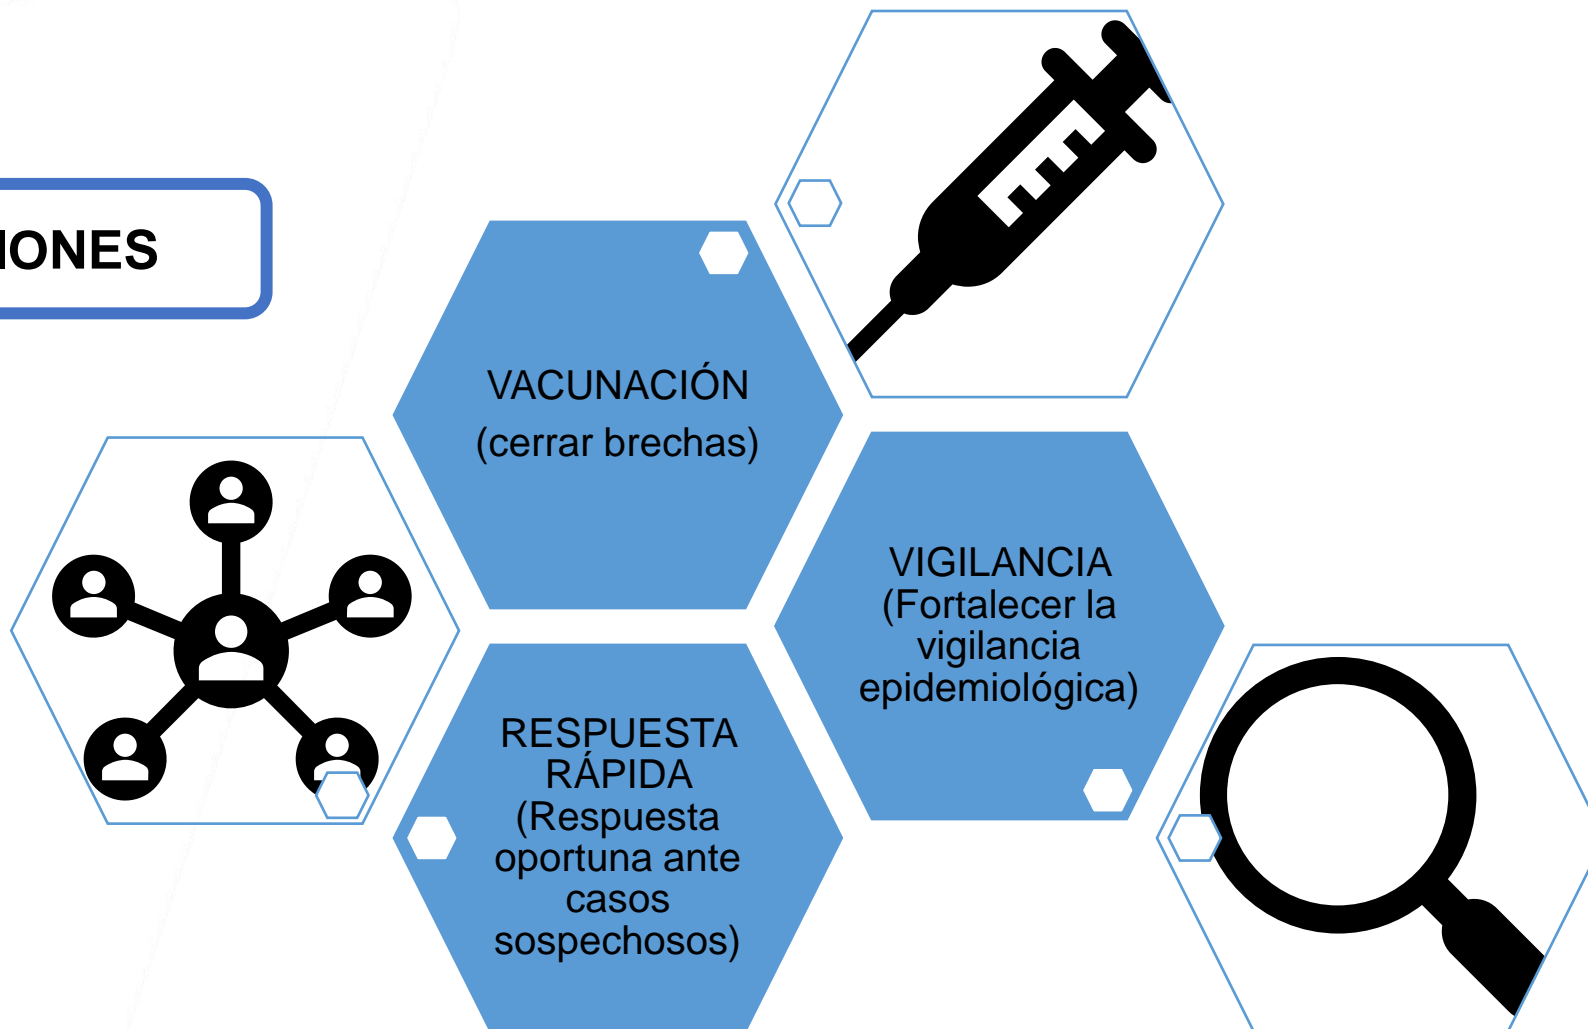 IONES
VACUNACIÓN
(cerrar brechas)
VIGILANCIA
(Fortalecer la
vigilancia
epidemiológica)
RESPUESTA
RÁPIDA
(Respuesta
oportuna ante
casos
sospechosos)